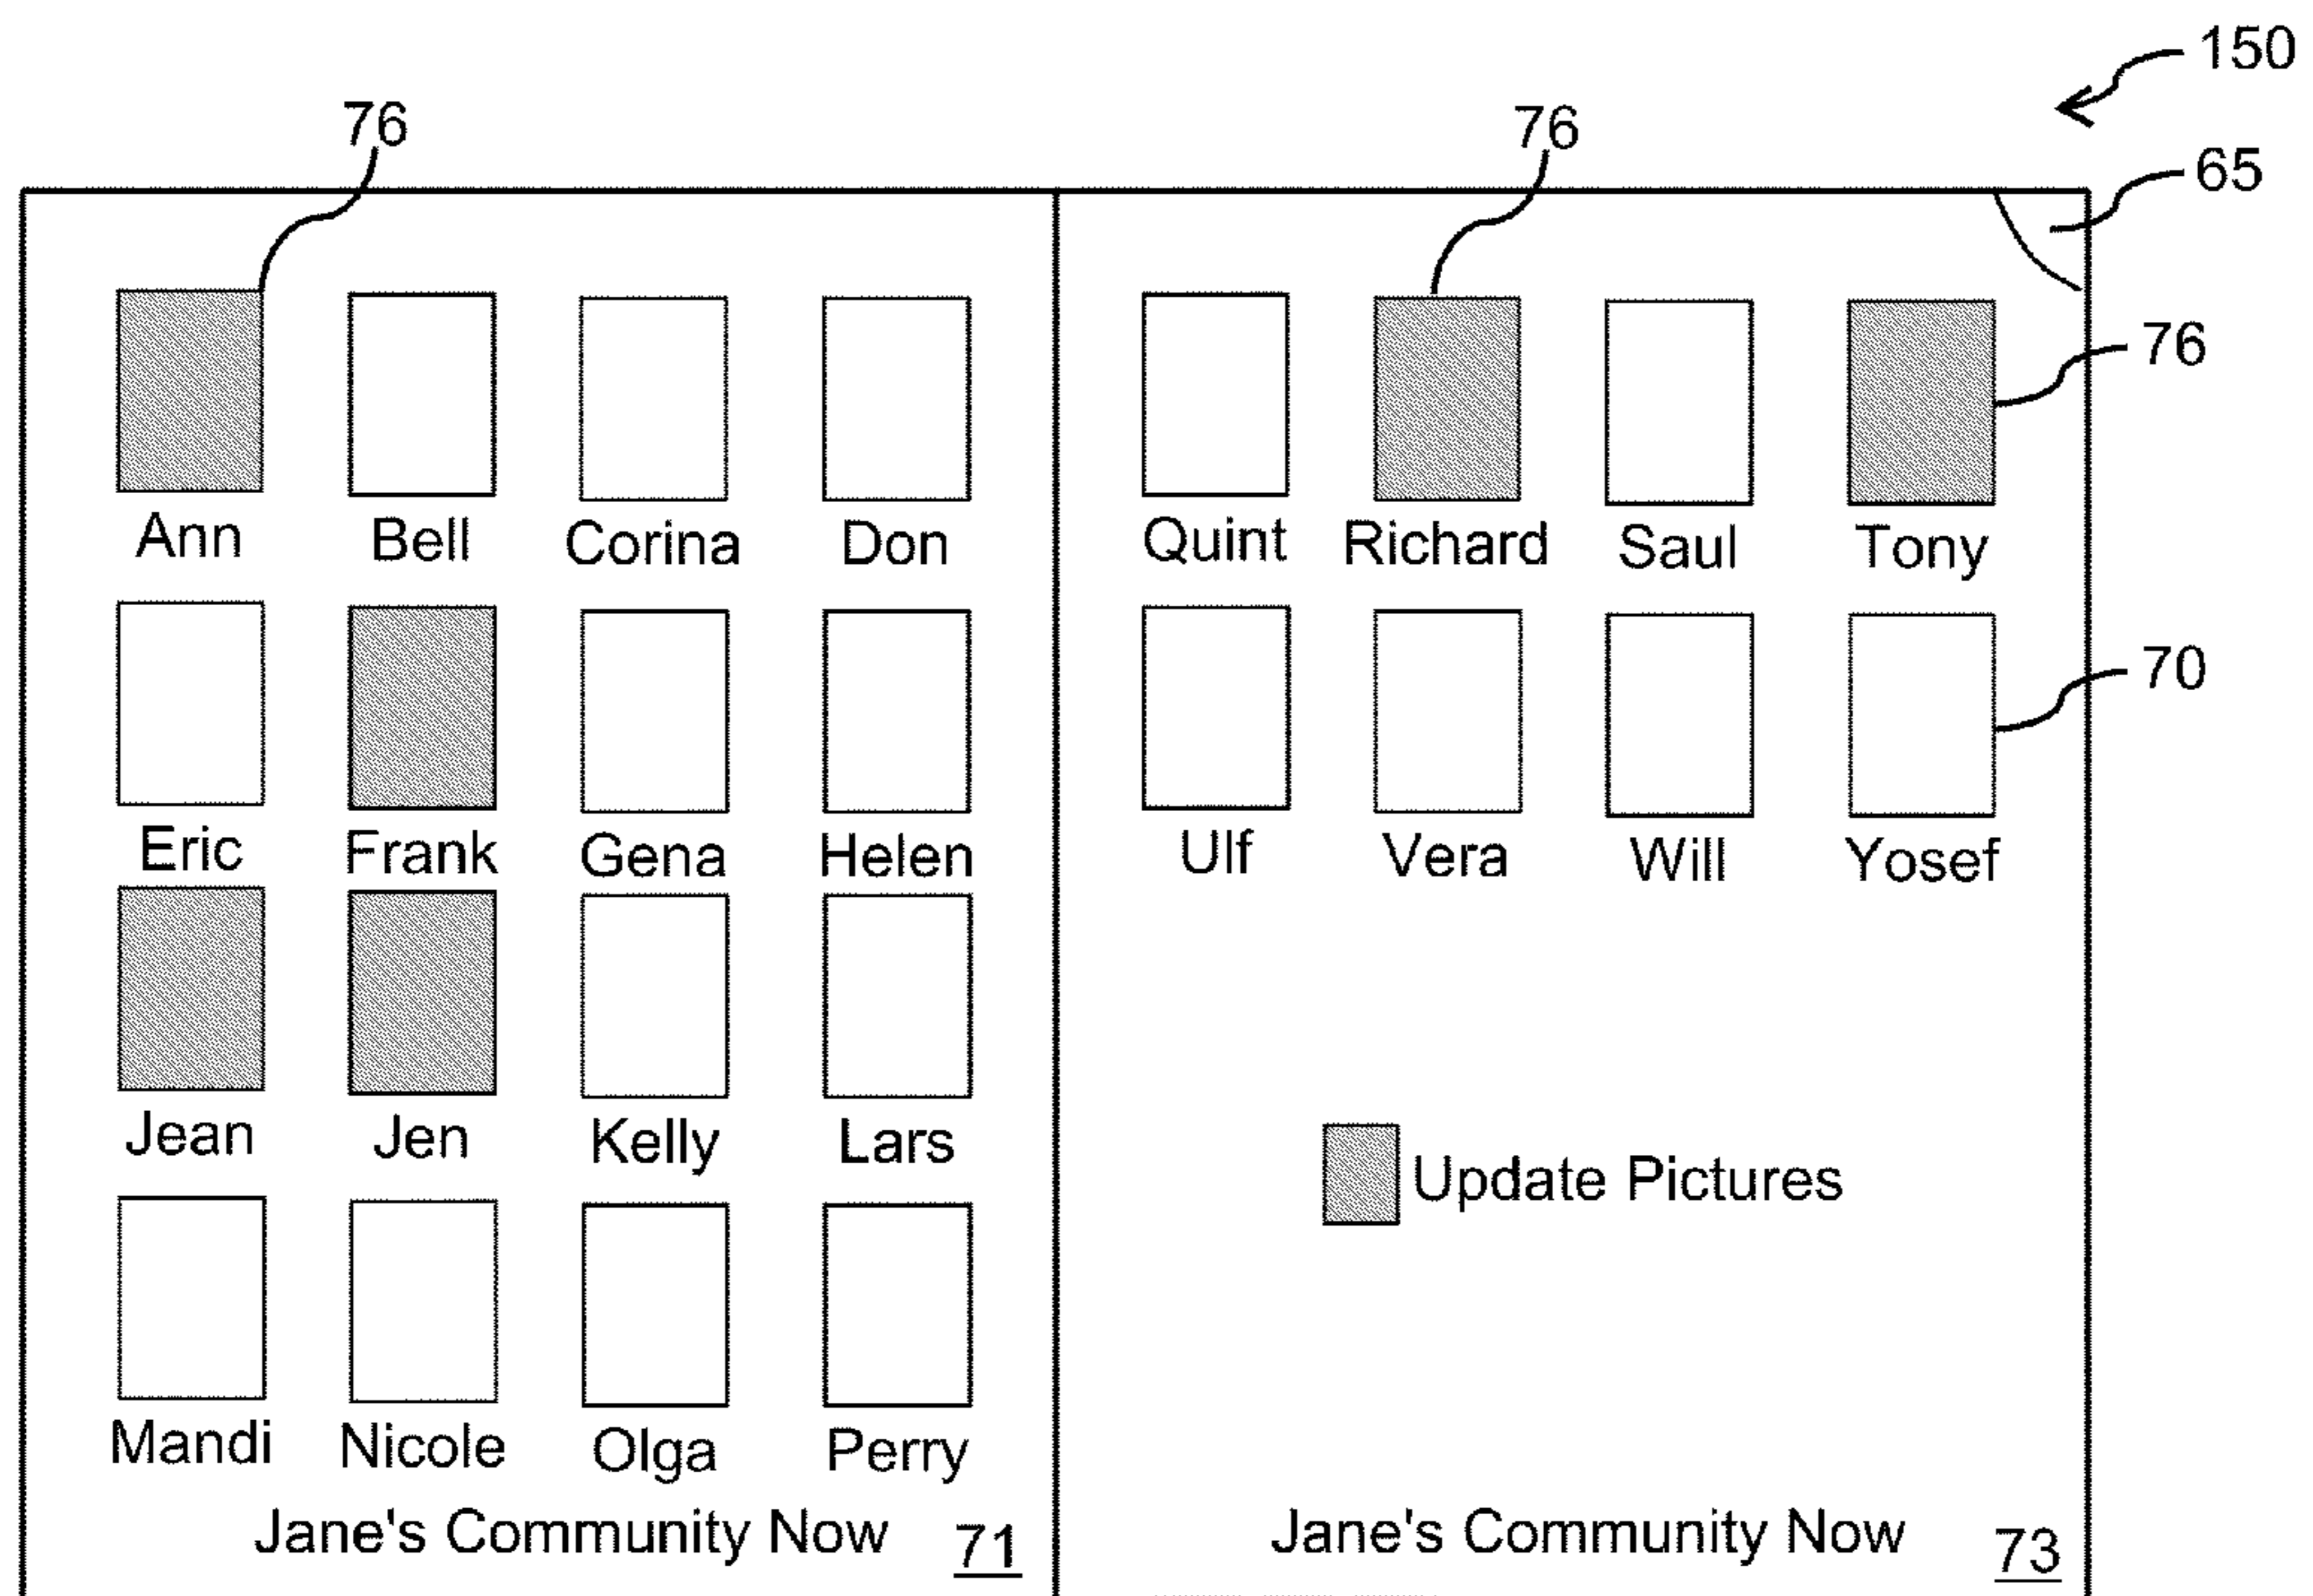 150
76
76
65
Ann Bell Corina Don
Quint Richard Saul Tony
76
Eric Frank Gena Helen
Ulf Vera Will Yosef
70
Jean Jen Kelly Lars
Update Pictures
Mandi Nicole Olga Perry
Jane's Community Now 71
Jane's Community Now 73